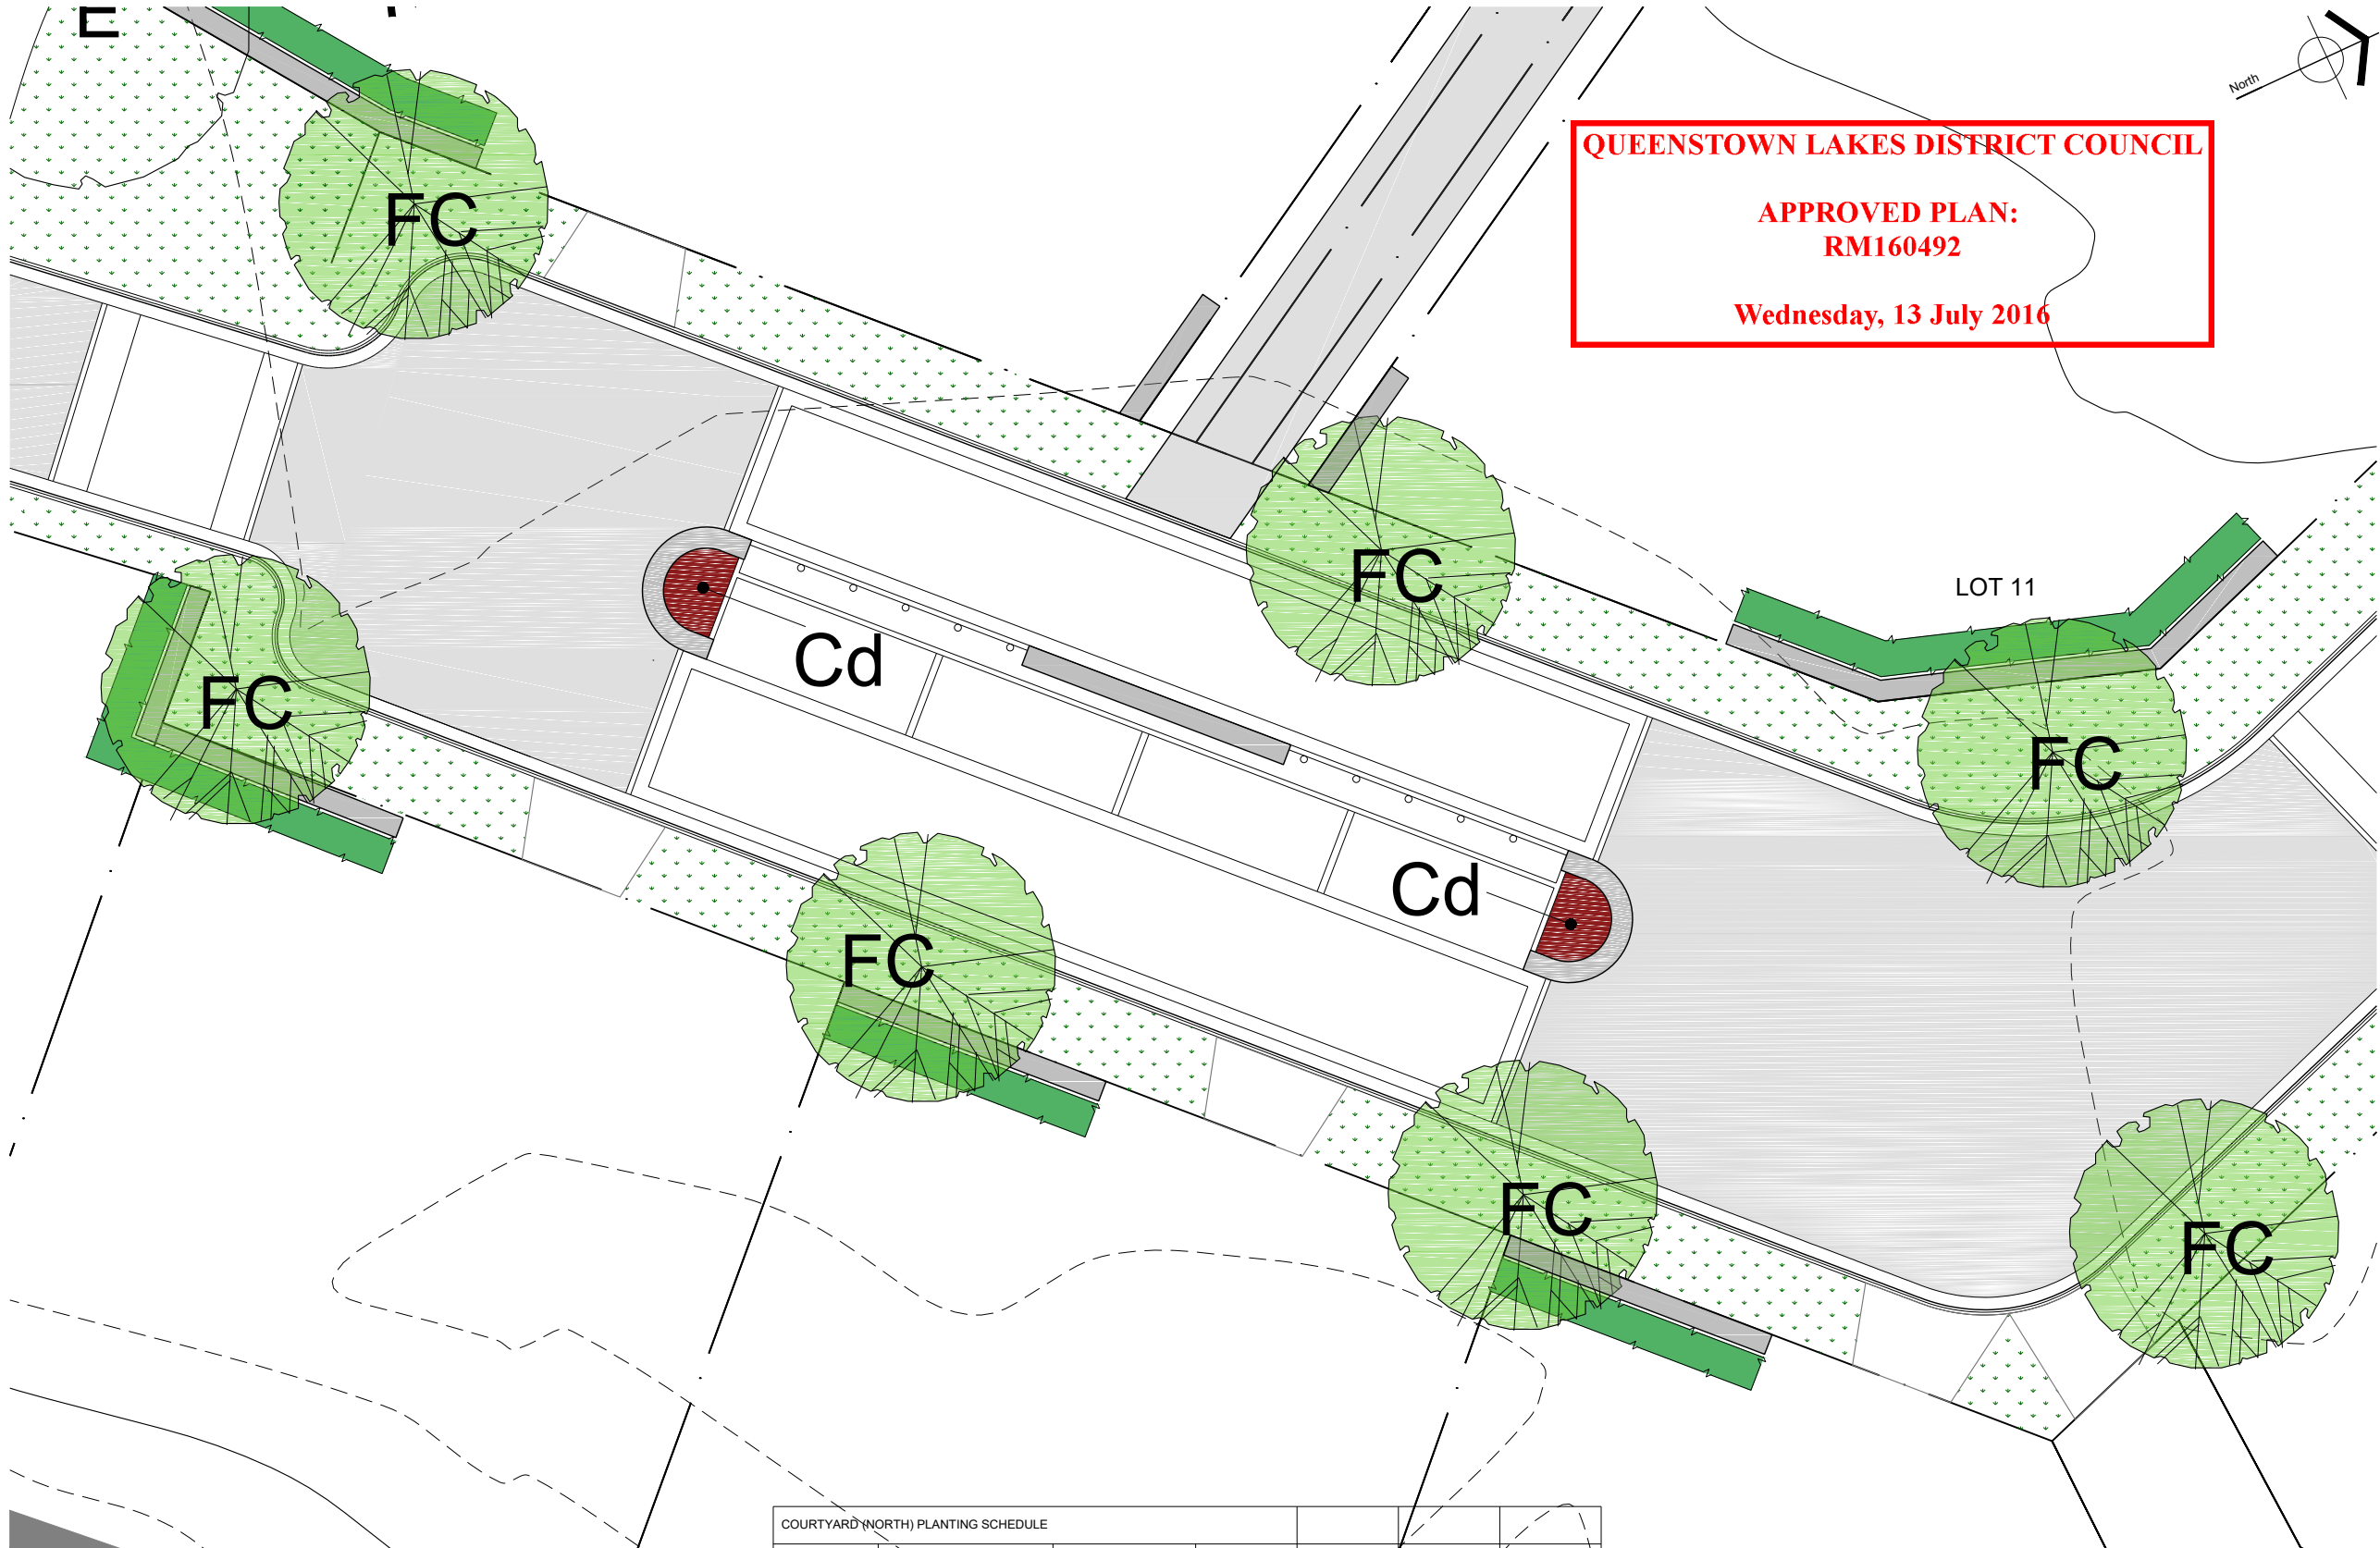 E
North
QUEENSTOWN LAKES DISTRICT COUNCIL
APPROVED PLAN:
RM160492
Wednesday, 13 July 2016
FC
FC
LOT 11
Cd
FC
FC
Cd
FC
FC
FC
COURTYARD (NORTH) PLANTING SCHEDULE